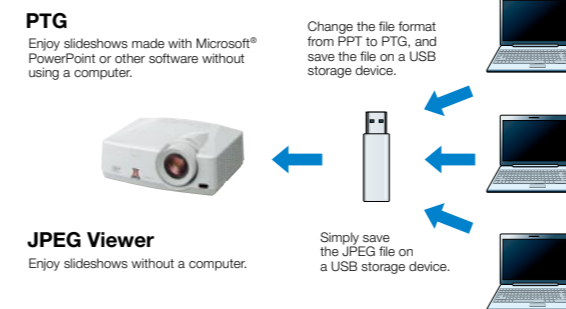 PTG
Enjoy slideshows made with Microsoft®
PowerPoint or other software without
using a computer.
Change the file format
from PPT to PTG, and
save the file on a USB
storage device.
JPEG Viewer
Enjoy slideshows without a computer.
Simply save
the JPEG file on
a USB storage device.